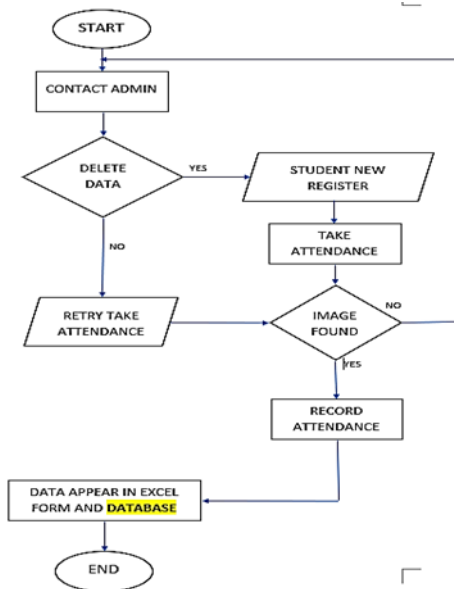 START
CONTACT ADMIN
DELETE
DATA
YES
STUDENT NEW
REGISTER
NO
TAKE
ATTENDANCE
RETRY TAKE
ATTENDANCE
IMAGE
FOUND
NO
YES
RECORD
ATTENDANCE
DATA APPEAR IN EXCEL
FORM AND DATABASE
END